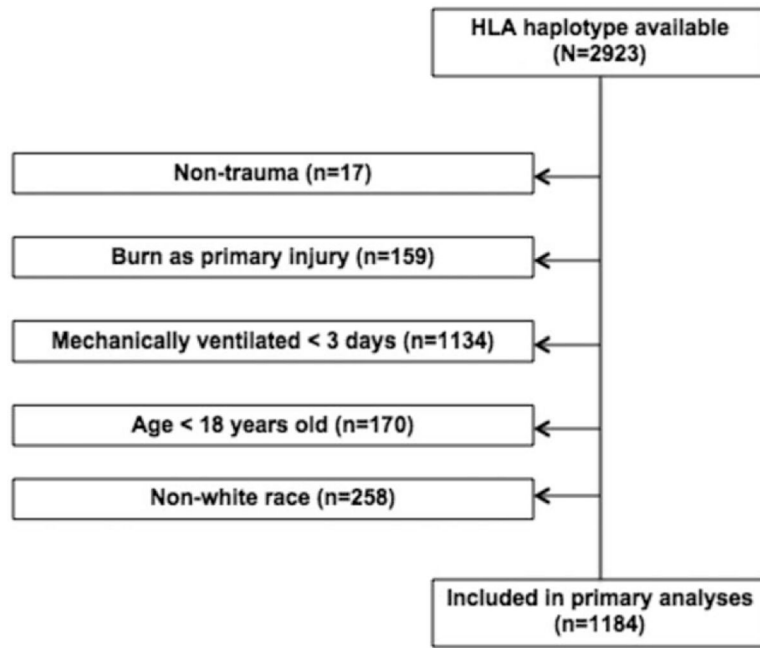 HLA haplotype available
(N=2923)
Non-trauma (n=17)
Burn as primary injury (n=159)
Mechanically ventilated < 3 days (n=1134)
Age < 18 years old (n=170)
Non-white race (n=258)
Included in primary analyses
(n=1184)